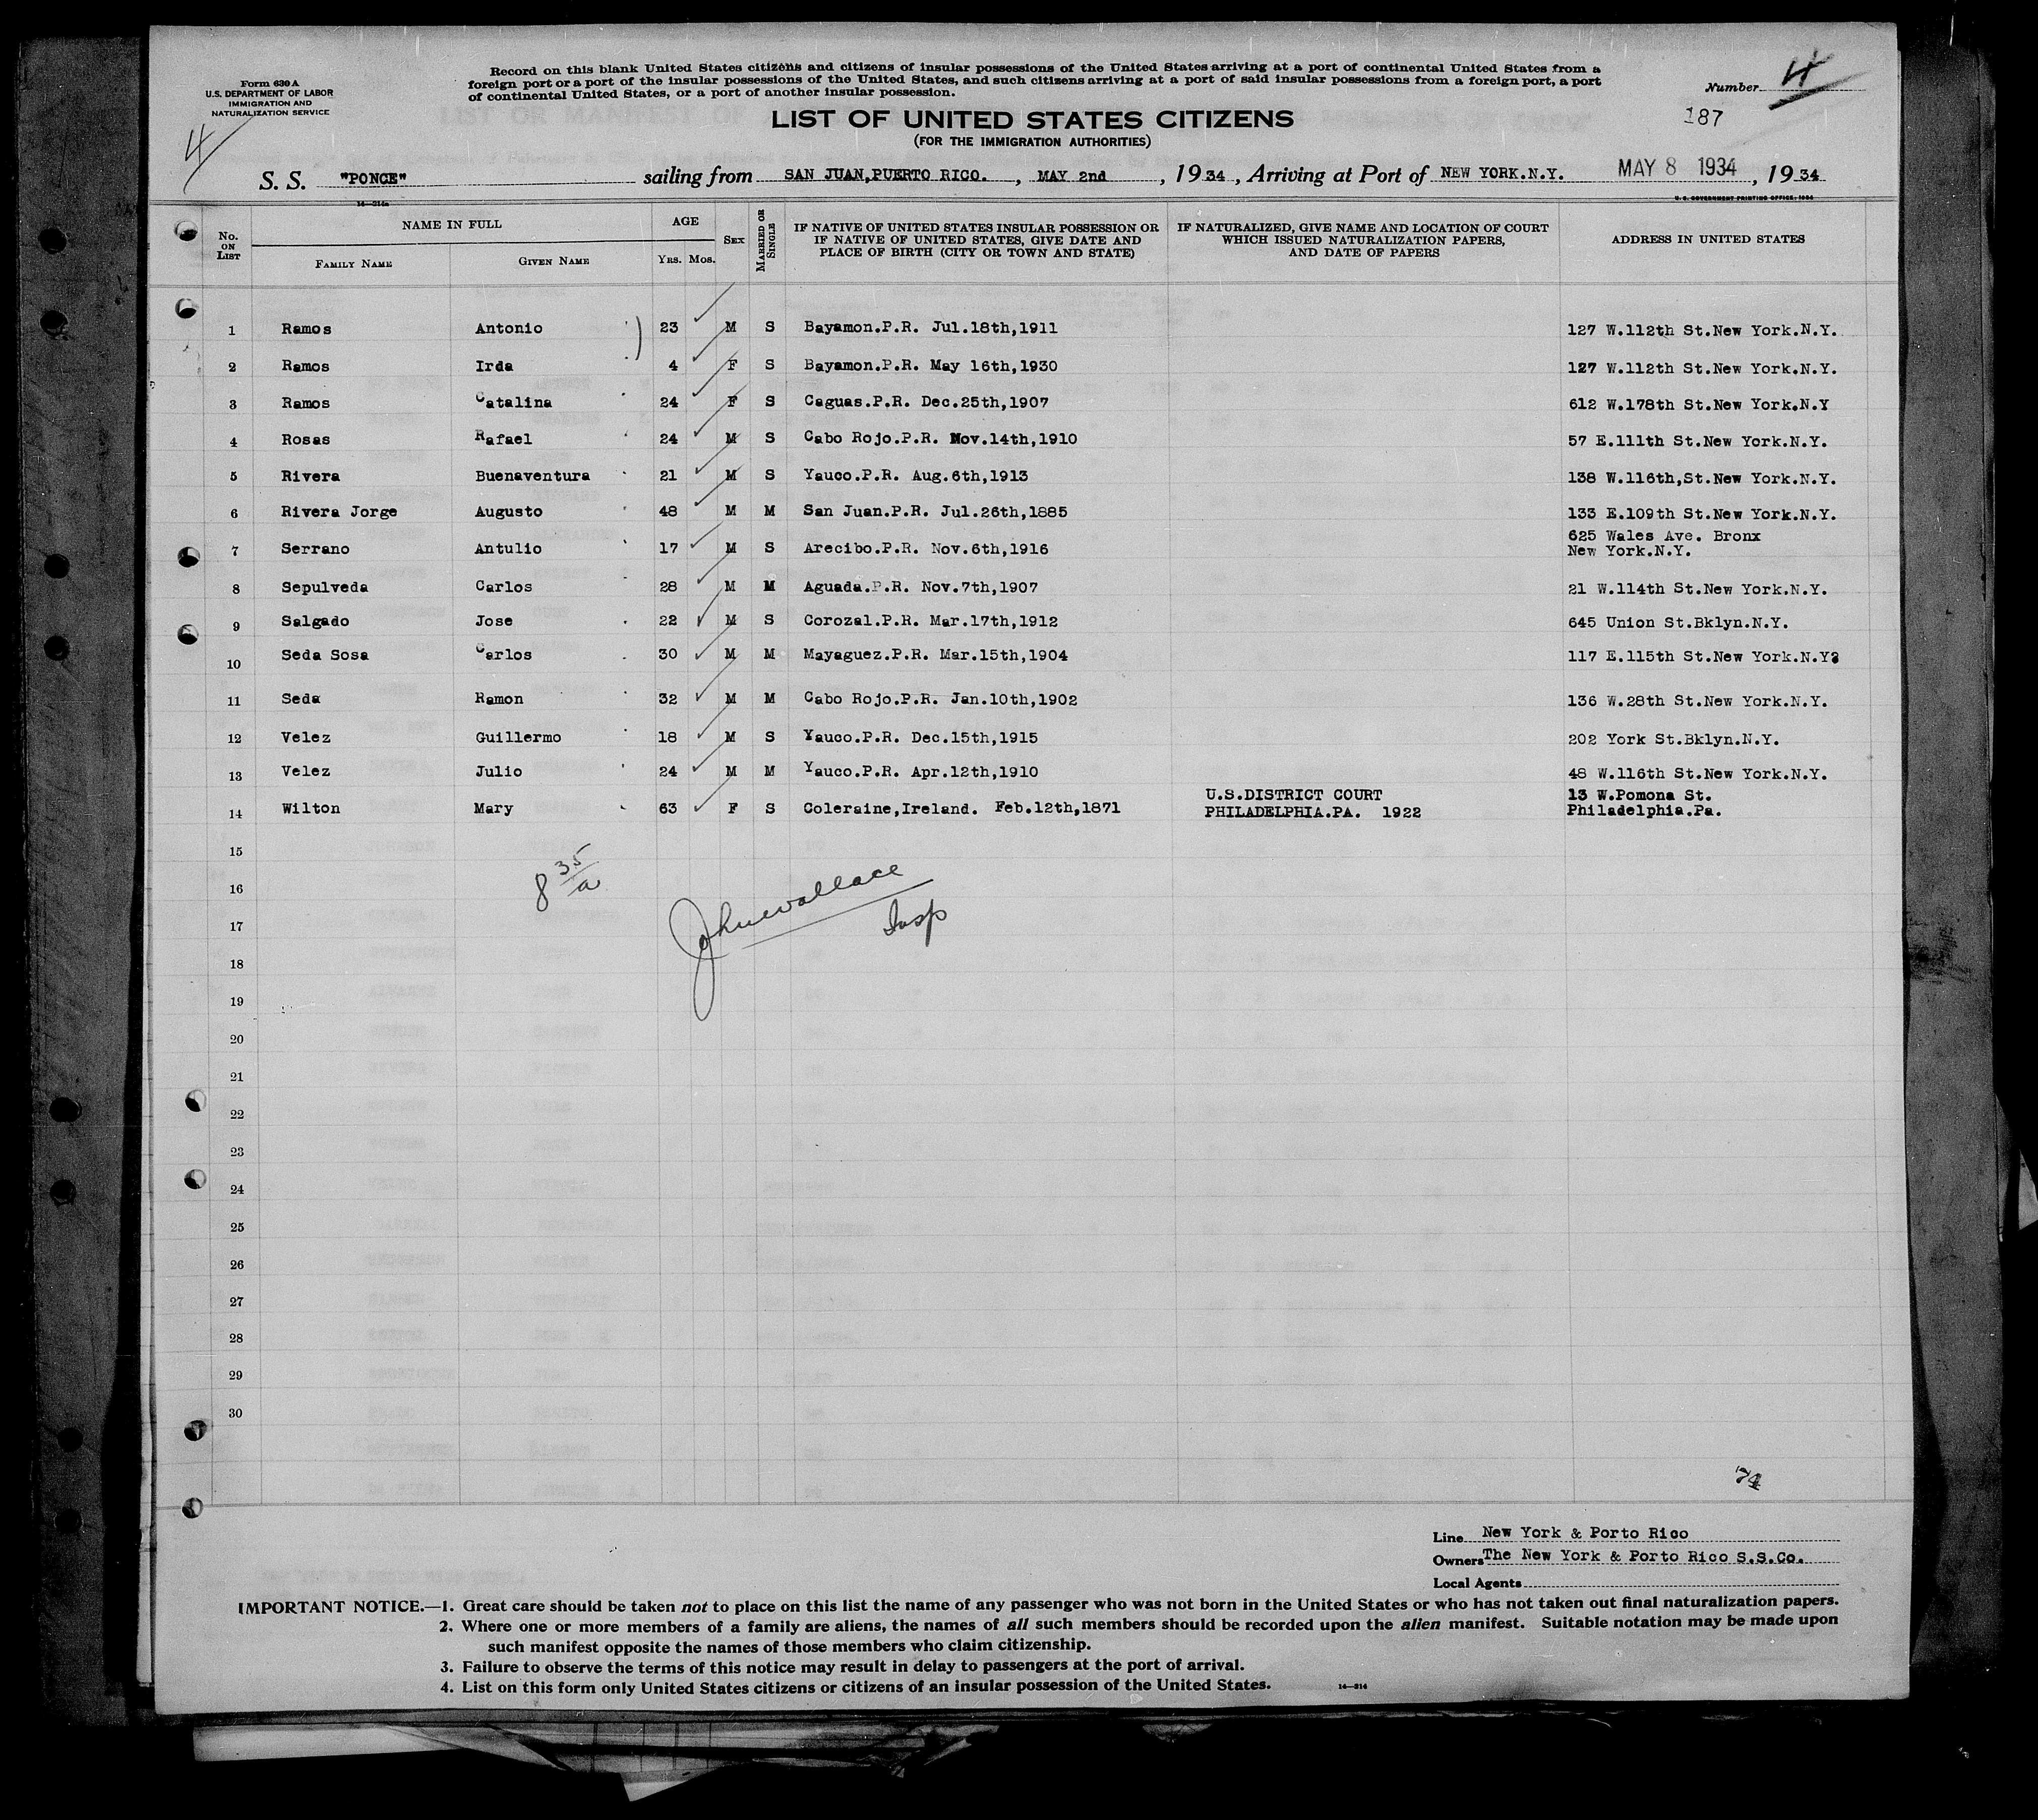 Form 630 A
U.S. DEPARTMENT OF LABOR
IMMIGRATION AND
NATURALIZATION SERVICE
4
Record on this blank United States citizens and citizens of insular possessions of the United States arriving at a port of continental United States from a
foreign port or a port of the insular possessions of the United States, and such citizens arriving at a port of said insular possessions from a foreign port, a port
of continental United States, or a port of another insular possession.
Number 4
187
LIST OF UNITED STATES CITIZENS
(FOR THE IMMIGRATION AUTHORITIES)
S. S. "PONCE" sailing from SAN JUAN,PUERTO RICO. , MAY 2nd , 1934 , Arriving at Port of NEW YORK.N.Y. MAY 8 1934 , 1934
14—214a
U. S. GOVERNMENT PRINTING OFFICE: 1934
No. ON LIST NAME IN FULL FAMILY NAME GIVEN NAME AGE YRS. MOS. SEX MARRIED OR SINGLE IF NATIVE OF UNITED STATES INSULAR POSSESSION OR IF NATIVE OF UNITED STATES, GIVE DATE AND PLACE OF BIRTH (CITY OR TOWN AND STATE) IF NATURALIZED, GIVE NAME AND LOCATION OF COURT WHICH ISSUED NATURALIZATION PAPERS, AND DATE OF PAPERS ADDRESS IN UNITED STATES
1 Ramos Antonio 23 M S Bayamon.P.R. Jul.18th,1911 127 W.112th St.New York.N.Y.
2 Ramos Irda 4 F S Bayamon.P.R. May 16th,1930 127 W.112th St.New York.N.Y.
3 Ramos Catalina 24 F S Caguas.P.R. Dec.25th,1907 612 W.178th St.New York.N.Y
4 Rosas Rafael 24 M S Cabo Rojo.P.R. Nov.14th,1910 57 E.111th St.New York.N.Y.
5 Rivera Buenaventura 21 M S Yauco.P.R. Aug.6th,1913 138 W.116th,St.New York.N.Y.
6 Rivera Jorge Augusto 48 M M San Juan.P.R. Jul.26th,1885 133 E.109th St.New York.N.Y.
7 Serrano Antulio 17 M S Arecibo.P.R. Nov.6th,1916 625 Wales Ave. Bronx
New York.N.Y.
8 Sepulveda Carlos 28 M M Aguada.P.R. Nov.7th,1907 21 W.114th St.New York.N.Y.
9 Salgado Jose 22 M S Corozal.P.R. Mar.17th,1912 645 Union St.Bklyn.N.Y.
10 Seda Sosa Carlos 30 M M Mayaguez.P.R. Mar.15th,1904 117 E.115th St.New York.N.Y?
11 Seda Ramon 32 M M Cabo Rojo.P.R. Jan.10th,1902 136 W.28th St.New York.N.Y.
12 Velez Guillermo 18 M S Yauco.P.R. Dec.15th,1915 202 York St.Bklyn.N.Y.
13 Velez Julio 24 M M Yauco.P.R. Apr.12th,1910 48 W.116th St.New York.N.Y.
14 Wilton Mary 63 F S Coleraine,Ireland. Feb.12th,1871 U.S.DISTRICT COURT 13 W.Pomona St.
PHILADELPHIA.PA. 1922 Philadelphia.Pa.
15
16 8 35/a John Wallace
17 Insp
18
19
20
21
22
23
24
25
26
27
28
29
30
74
Line New York & Porto Rico
Owners The New York & Porto Rico S.S.Co.
Local Agents
IMPORTANT NOTICE.—1. Great care should be taken not to place on this list the name of any passenger who was not born in the United States or who has not taken out final naturalization papers.
2. Where one or more members of a family are aliens, the names of all such members should be recorded upon the alien manifest. Suitable notation may be made upon
such manifest opposite the names of those members who claim citizenship.
3. Failure to observe the terms of this notice may result in delay to passengers at the port of arrival.
4. List on this form only United States citizens or citizens of an insular possession of the United States.
14—214